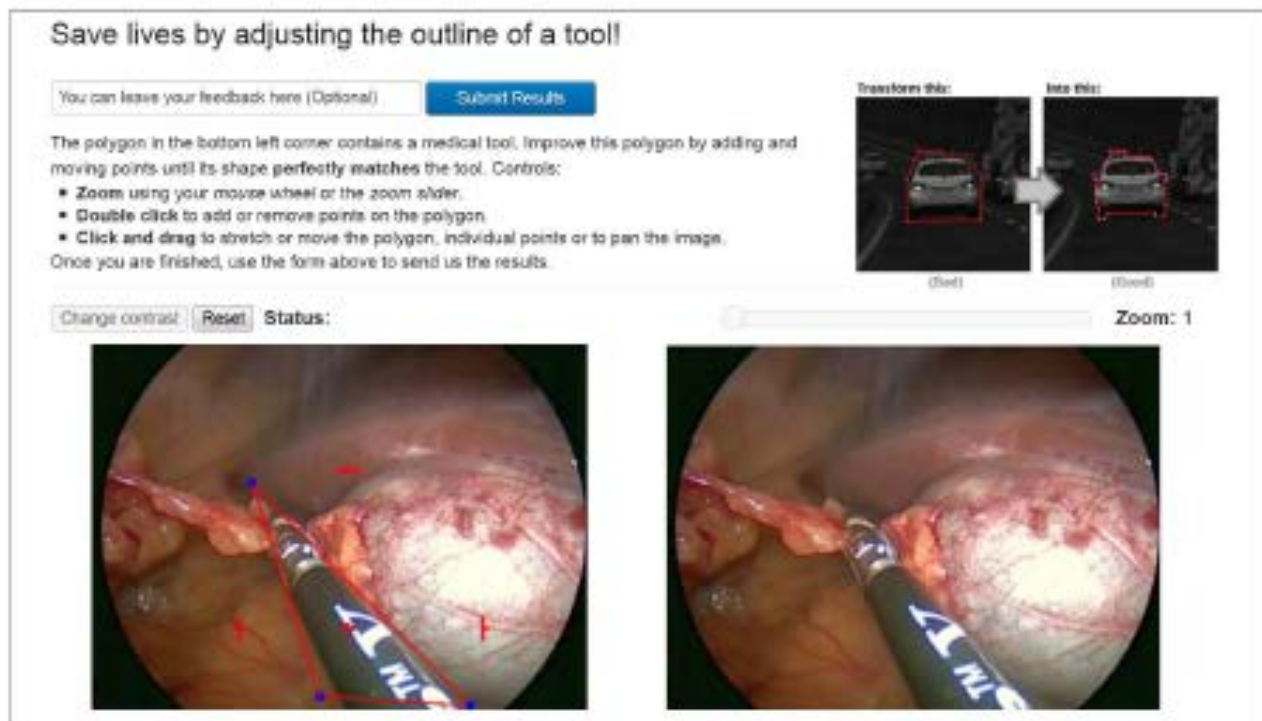 Save lives by adjusting the outline of a tool!
You can leave your feedback here (Optional)
Submit Results
The polygon in the bottom left corner contains a medical tool. Improve this polygon by adding and
moving points until its shape perfectly matches the tool. Controls:
Zoom using your mouse wheel or the zoom slider.
Double click to add or remove points on the polygon.
Click and drag to stretch or move the polygon, individual points or to pan the image.
Once you are finished, use the form above to send us the results.
Transform this:
Into this:
(Bad)
(Good)
Change contrast
Reset
Status:
Zoom: 1